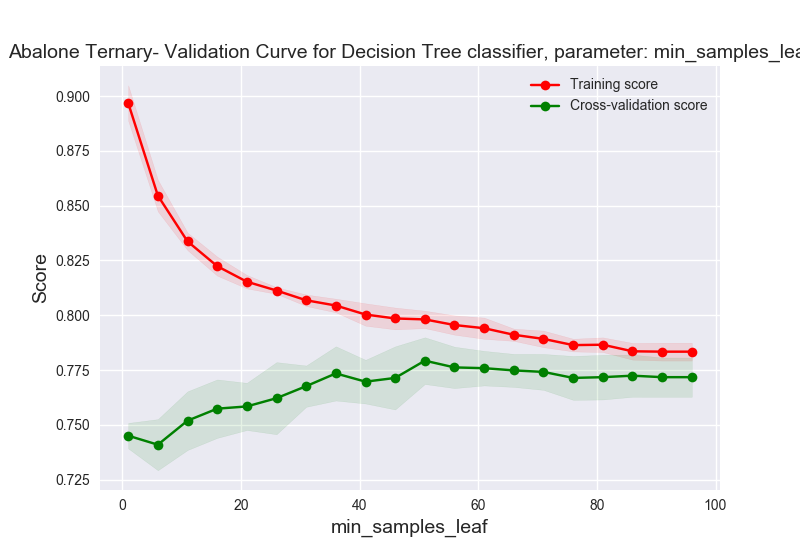 Abalone Ternary- Validation Curve for Decision Tree classifier, parameter: min_samples_lea
Training score
Cross-validation score
0.900
0.875
0.850
0.825
0.800
0.775
0.750
0.725
Score
0 20 40 60 80 100
min_samples_leaf